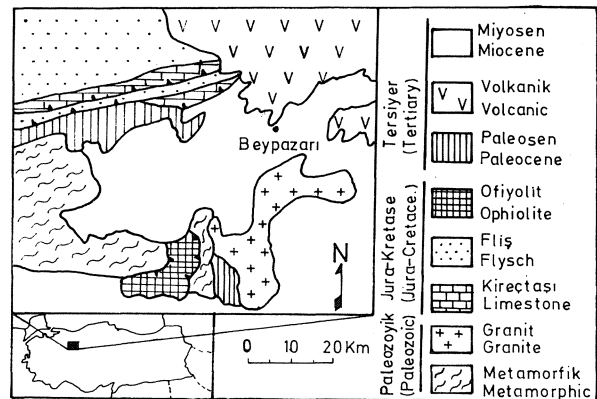 Beypazarı
N
0 10 20 Km
Miyosen
Miocene
Volkanik
Volcanic
Paleosen
Paleocene
Tersiyer
(Tertiary)
Ofiyolit
Ophiolite
Fliş
Flysch
Kireçtası
Limestone
Jura-Kretase
(Jura-Cretace.)
Granit
Granite
Metamorfik
Metamorphic
Paleozoyik
(Paleozoic)